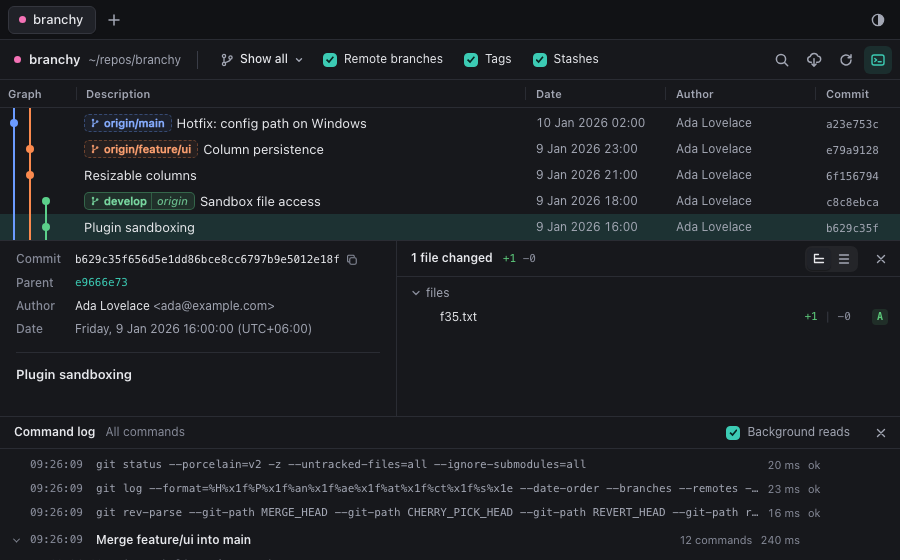 branchy
branchy ~/repos/branchy Show all Remote branches Tags Stashes
Graph Description Date Author Commit
origin/main Hotfix: config path on Windows 10 Jan 2026 02:00 Ada Lovelace a23e753c
origin/feature/ui Column persistence 9 Jan 2026 23:00 Ada Lovelace e79a9128
Resizable columns 9 Jan 2026 21:00 Ada Lovelace 6f156794
develop origin Sandbox file access 9 Jan 2026 18:00 Ada Lovelace c8c8ebca
Plugin sandboxing 9 Jan 2026 16:00 Ada Lovelace b629c35f
Commit b629c35f656d5e1dd86bce8cc6797b9e5012e18f
Parent e9666e73
Author Ada Lovelace <ada@example.com>
Date Friday, 9 Jan 2026 16:00:00 (UTC+06:00)
Plugin sandboxing
1 file changed +1 −0
files
f35.txt +1 −0 A
Command log All commands Background reads
09:26:09 git status --porcelain=v2 -z --untracked-files=all --ignore-submodules=all 20 ms ok
09:26:09 git log --format=%H%x1f%P%x1f%an%x1f%ae%x1f%at%x1f%ct%x1f%s%x1e --date-order --branches --remotes -… 23 ms ok
09:26:09 git rev-parse --git-path MERGE_HEAD --git-path CHERRY_PICK_HEAD --git-path REVERT_HEAD --git-path r… 16 ms ok
09:26:09 Merge feature/ui into main 12 commands 240 ms